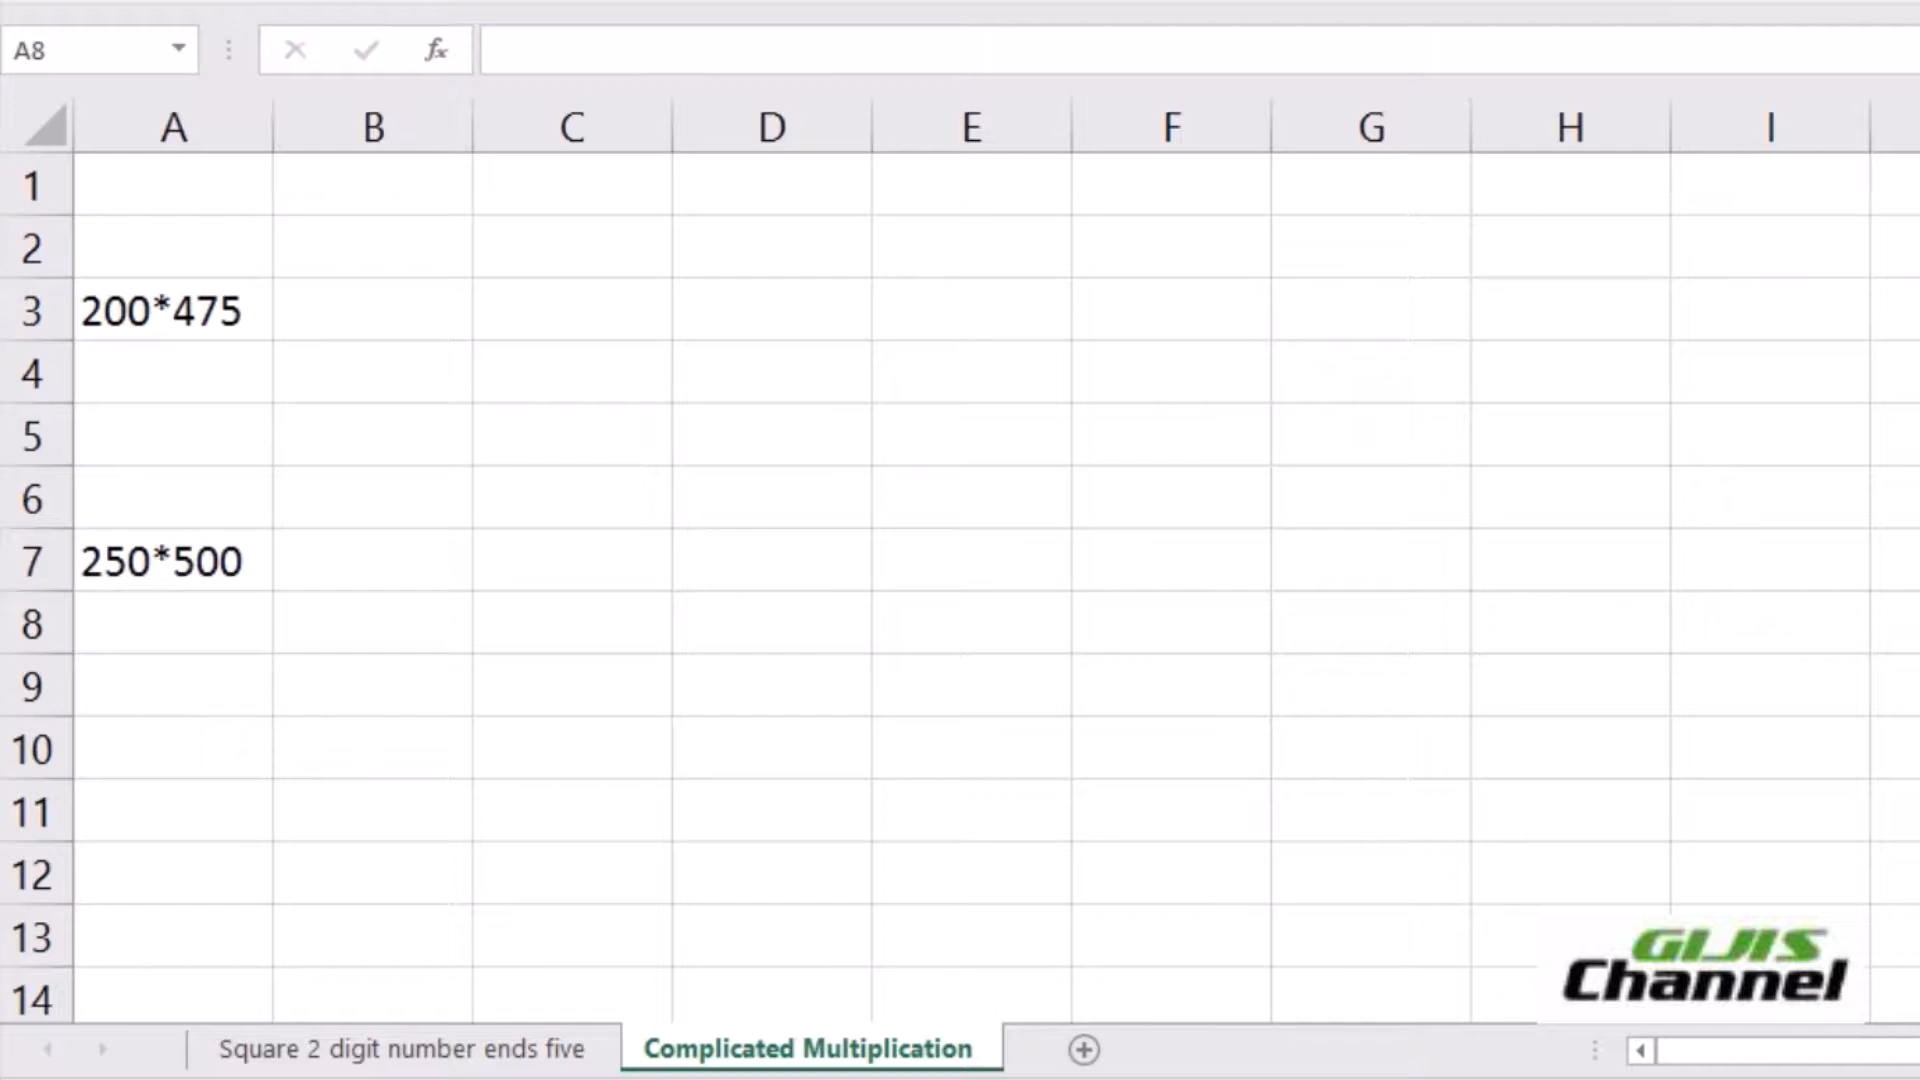 A8
fx
A B C D E F G H I
1
2
3 200*475
4
5
6
7 250*500
8
9
10
11
12
13
14
GIJIS
Channel
Square 2 digit number ends five Complicated Multiplication